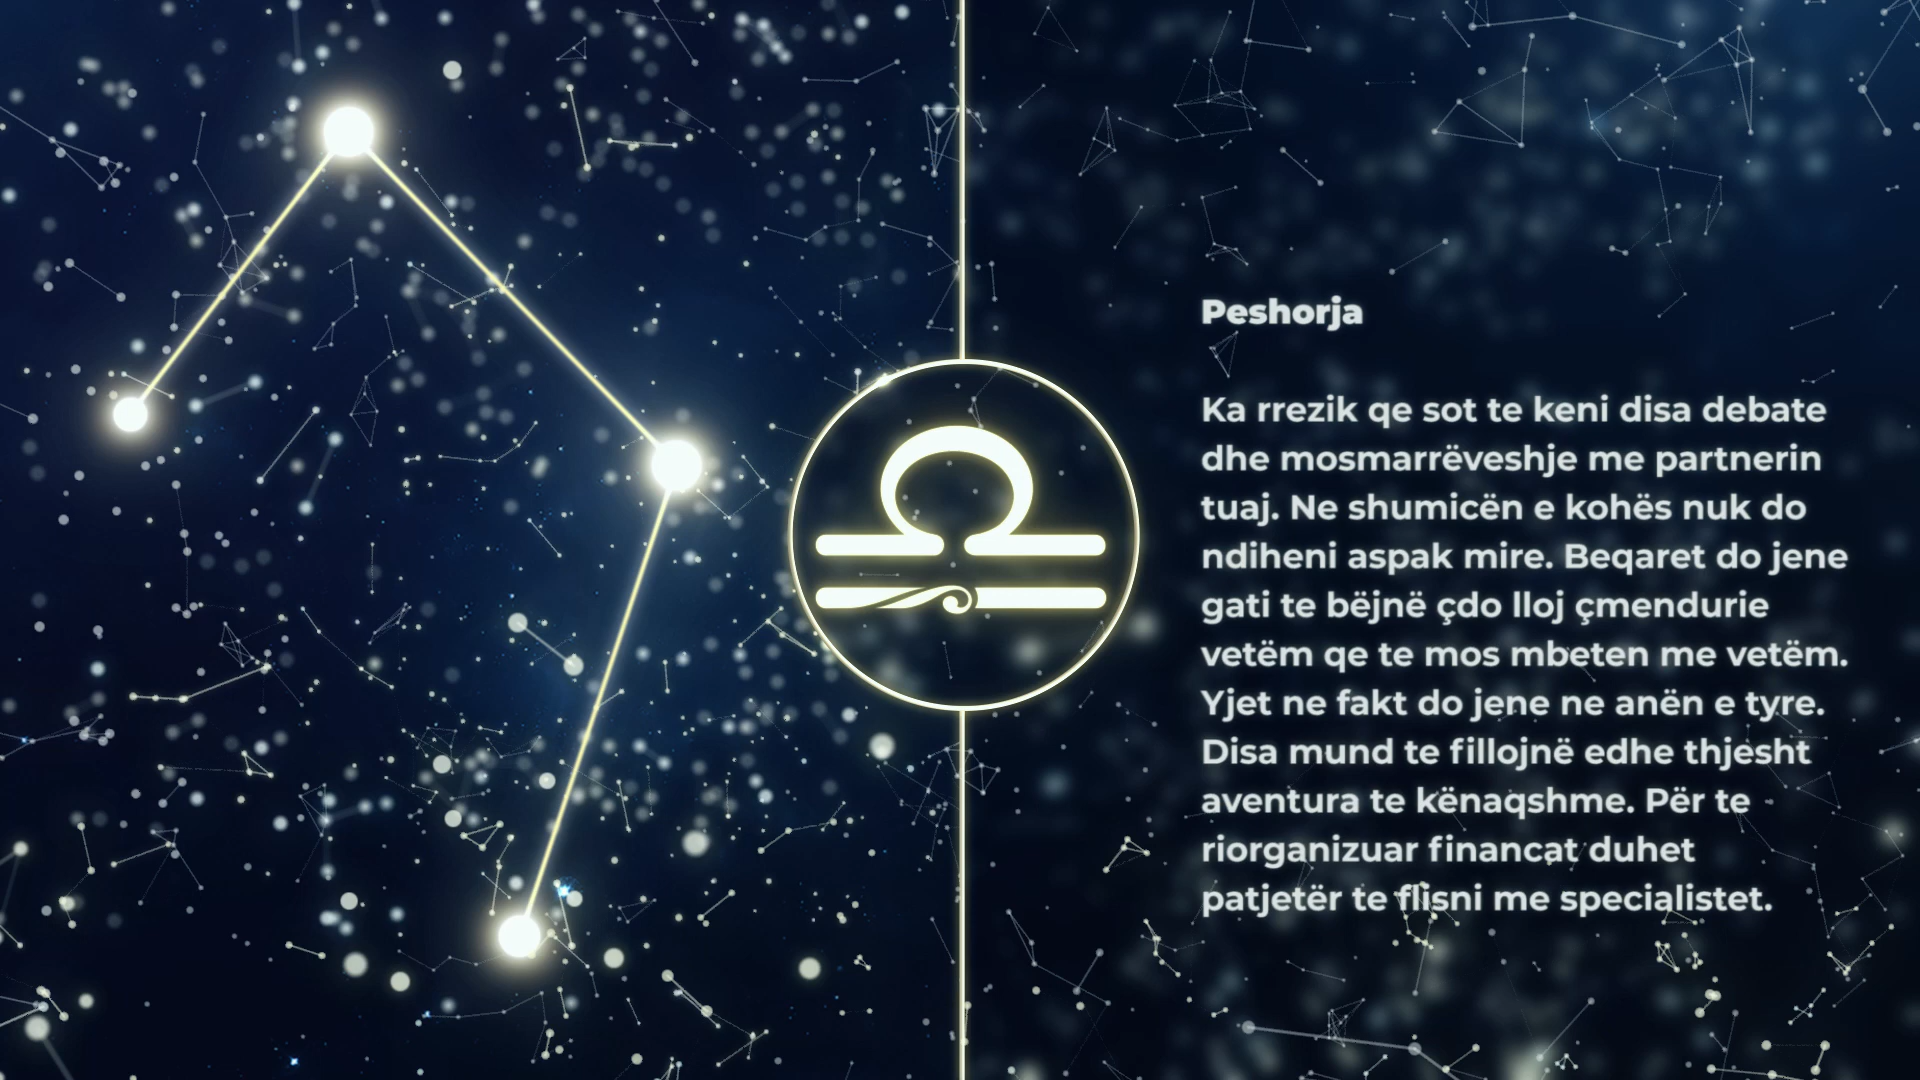 Peshorja
Ka rrezik qe sot te keni disa debate
dhe mosmarrëveshje me partnerin
tuaj. Ne shumicën e kohës nuk do
ndiheni aspak mire. Beqaret do jene
gati te bëjnë çdo lloj çmendurie
vetëm qe te mos mbeten me vetëm.
Yjet ne fakt do jene ne anën e tyre.
Disa mund te fillojnë edhe thjesht
aventura te kënaqshme. Për te
riorganizuar financat duhet
patjetër te flisni me specialistet.